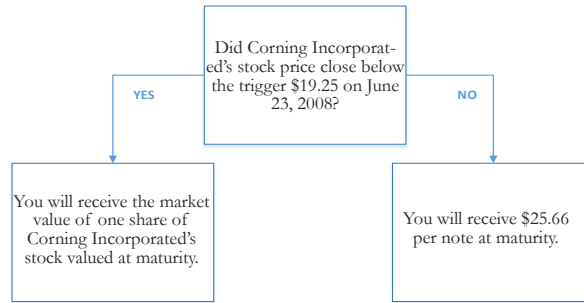 Did Corning Incorporat-
ed's stock price close below
the trigger $19.25 on June
23, 2008?
YES
NO
You will receive the market
value of one share of
Corning Incorporated's
stock valued at maturity.
You will receive $25.66
per note at maturity.